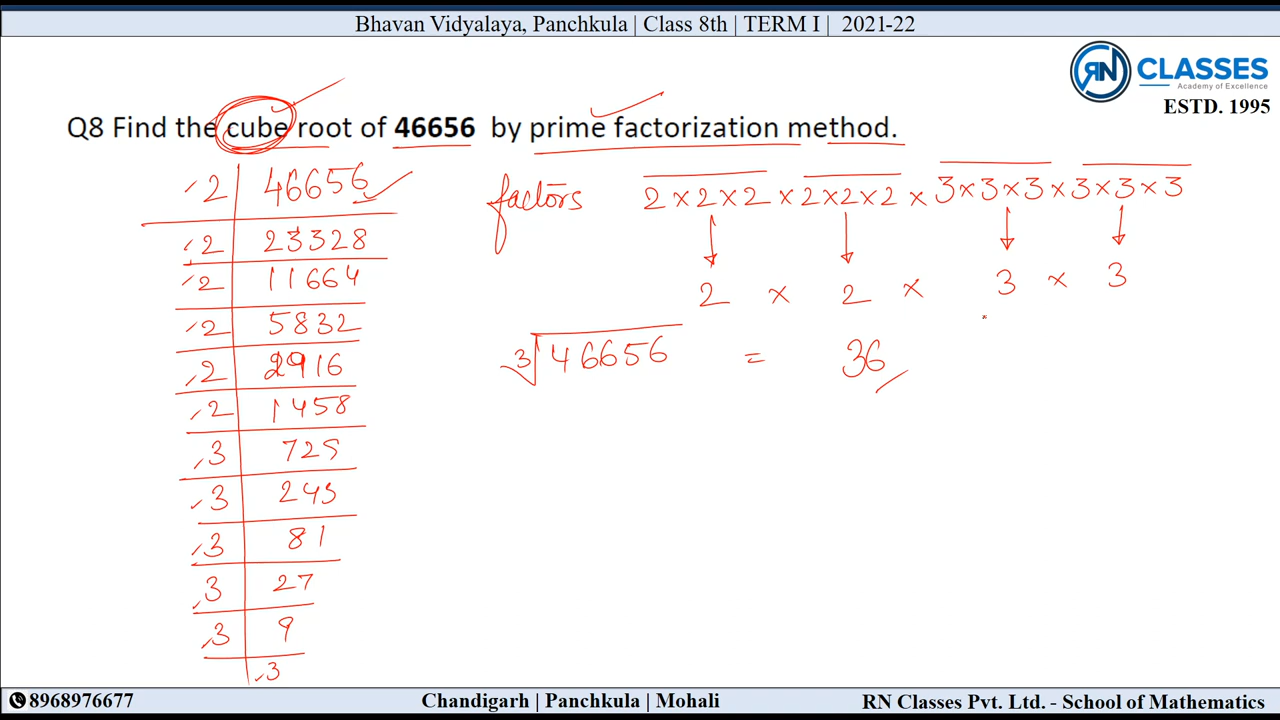 Bhavan Vidyalaya, Panchkula | Class 8th | TERM I | 2021-22
RN CLASSES
Academy of Excellence
ESTD. 1995
Q8 Find the cube root of 46656 by prime factorization method.
2 | 46656
2 | 23328
2 | 11664
2 | 5832
2 | 2916
2 | 1458
3 | 729
3 | 243
3 | 81
3 | 27
3 | 9
3
factors 2 × 2 × 2 × 2 × 2 × 2 × 3 × 3 × 3 × 3 × 3 × 3
2 × 2 × 3 × 3
∛46656 = 36
8968976677
Chandigarh | Panchkula | Mohali
RN Classes Pvt. Ltd. - School of Mathematics